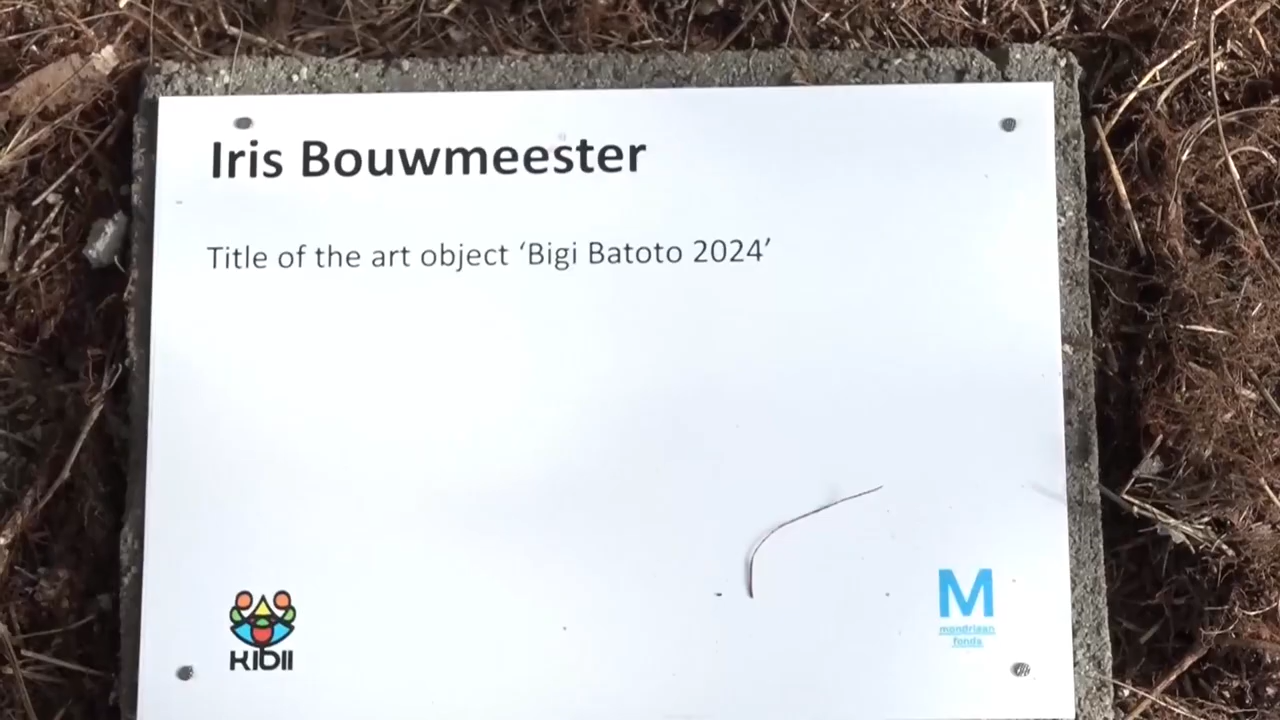 Iris Bouwmeester
Title of the art object ‘Bigi Batoto 2024’
KIBII
M
mondriaan
fonds